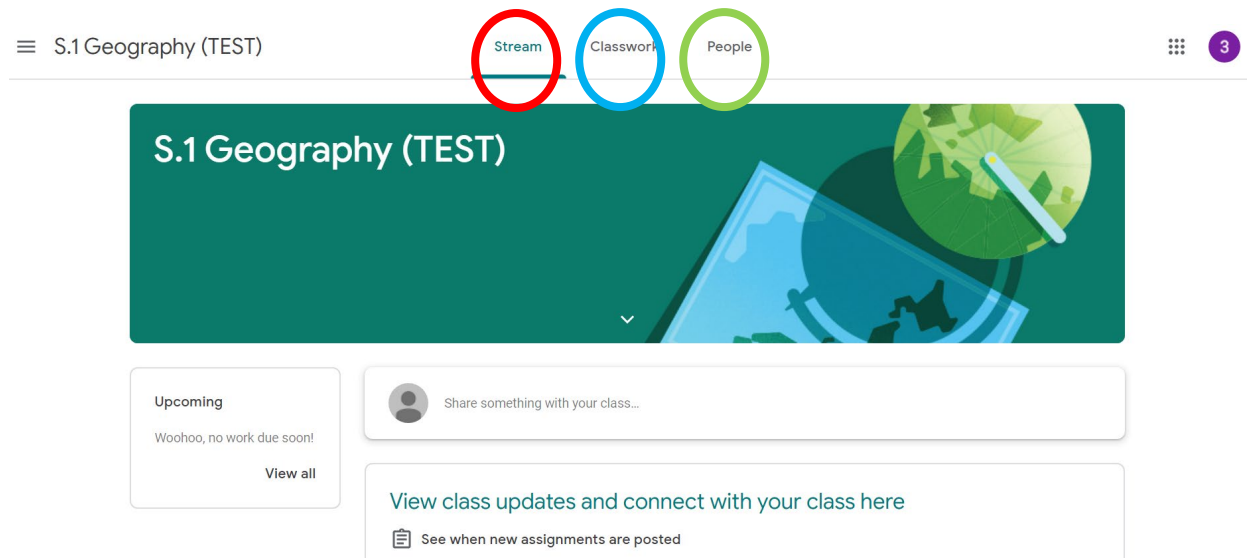 S.1 Geography (TEST)
Stream
Classwork
People
3
S.1 Geography (TEST)
Upcoming
Woohoo, no work due soon!
View all
Share something with your class...
View class updates and connect with your class here
See when new assignments are posted